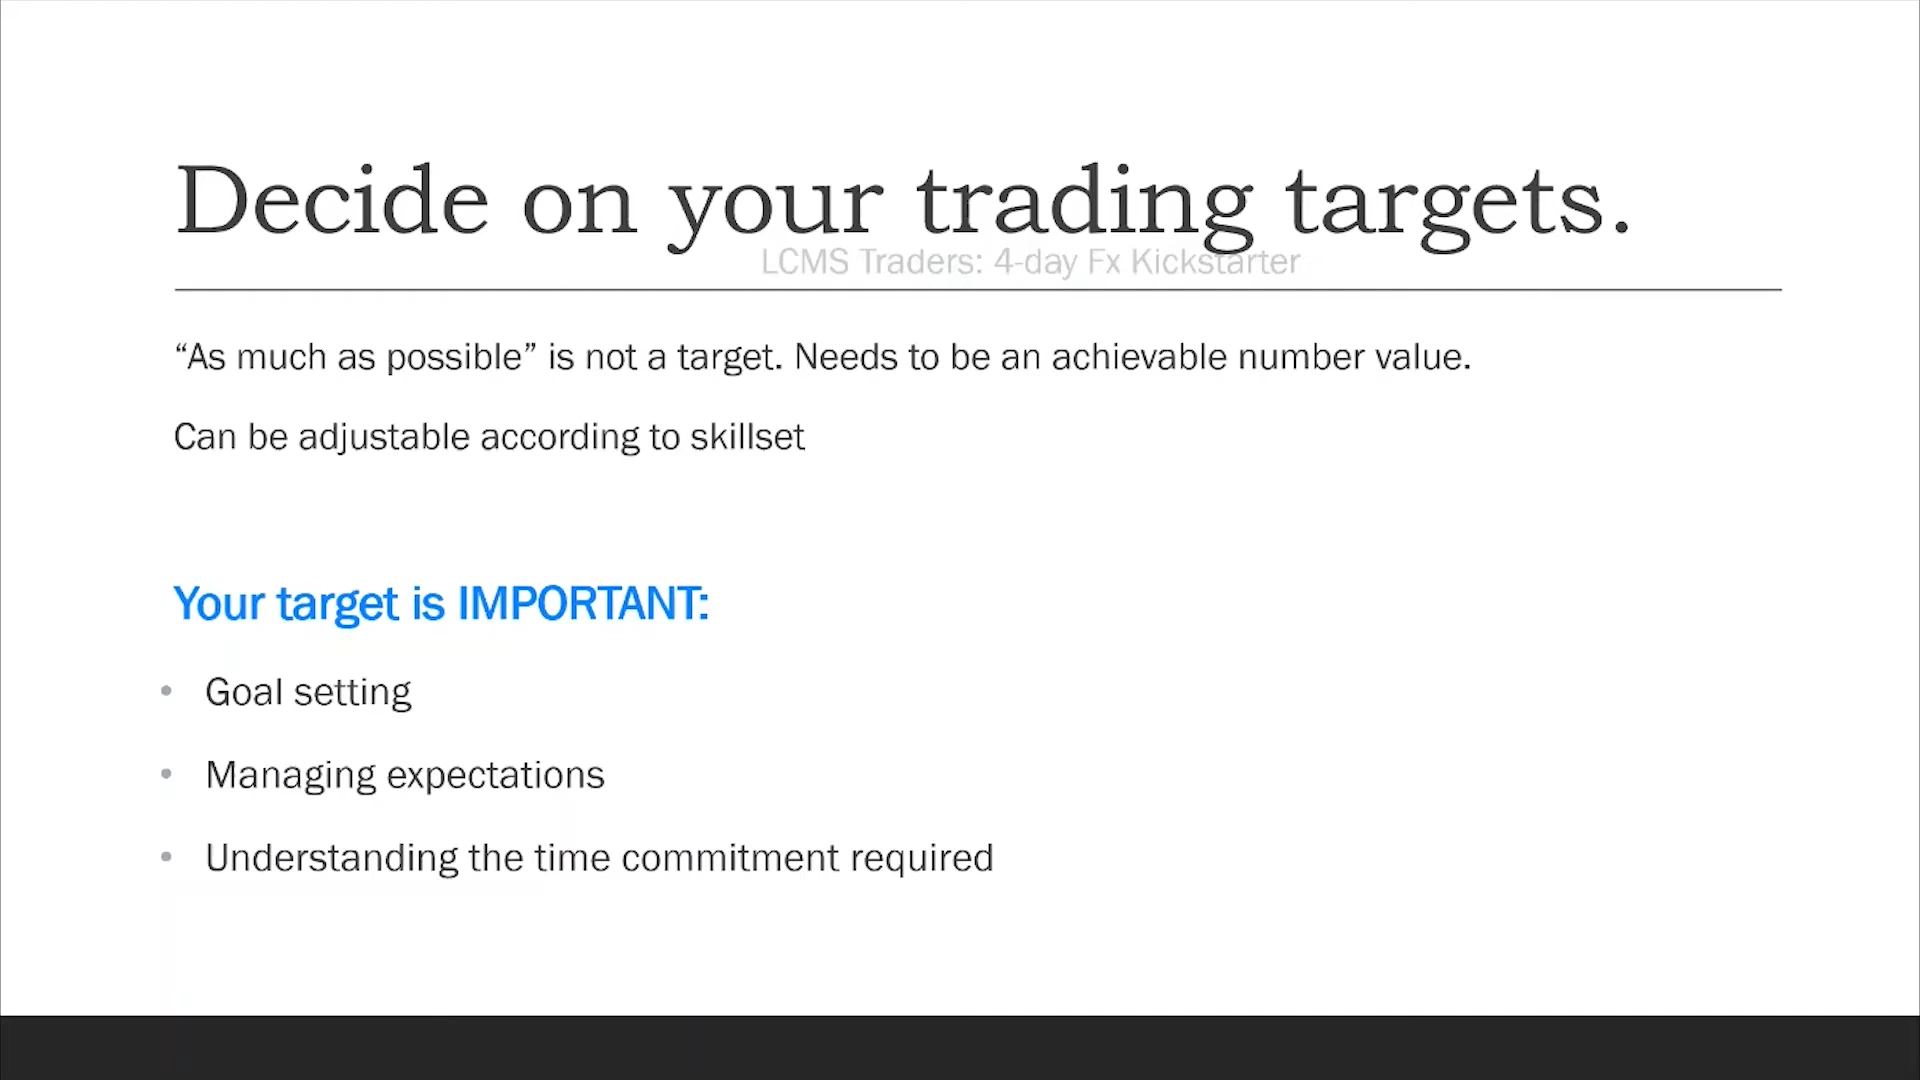 Decide on your trading targets.
LCMS Traders: 4-day Fx Kickstarter
“As much as possible” is not a target. Needs to be an achievable number value.
Can be adjustable according to skillset
Your target is IMPORTANT:
• Goal setting
• Managing expectations
• Understanding the time commitment required